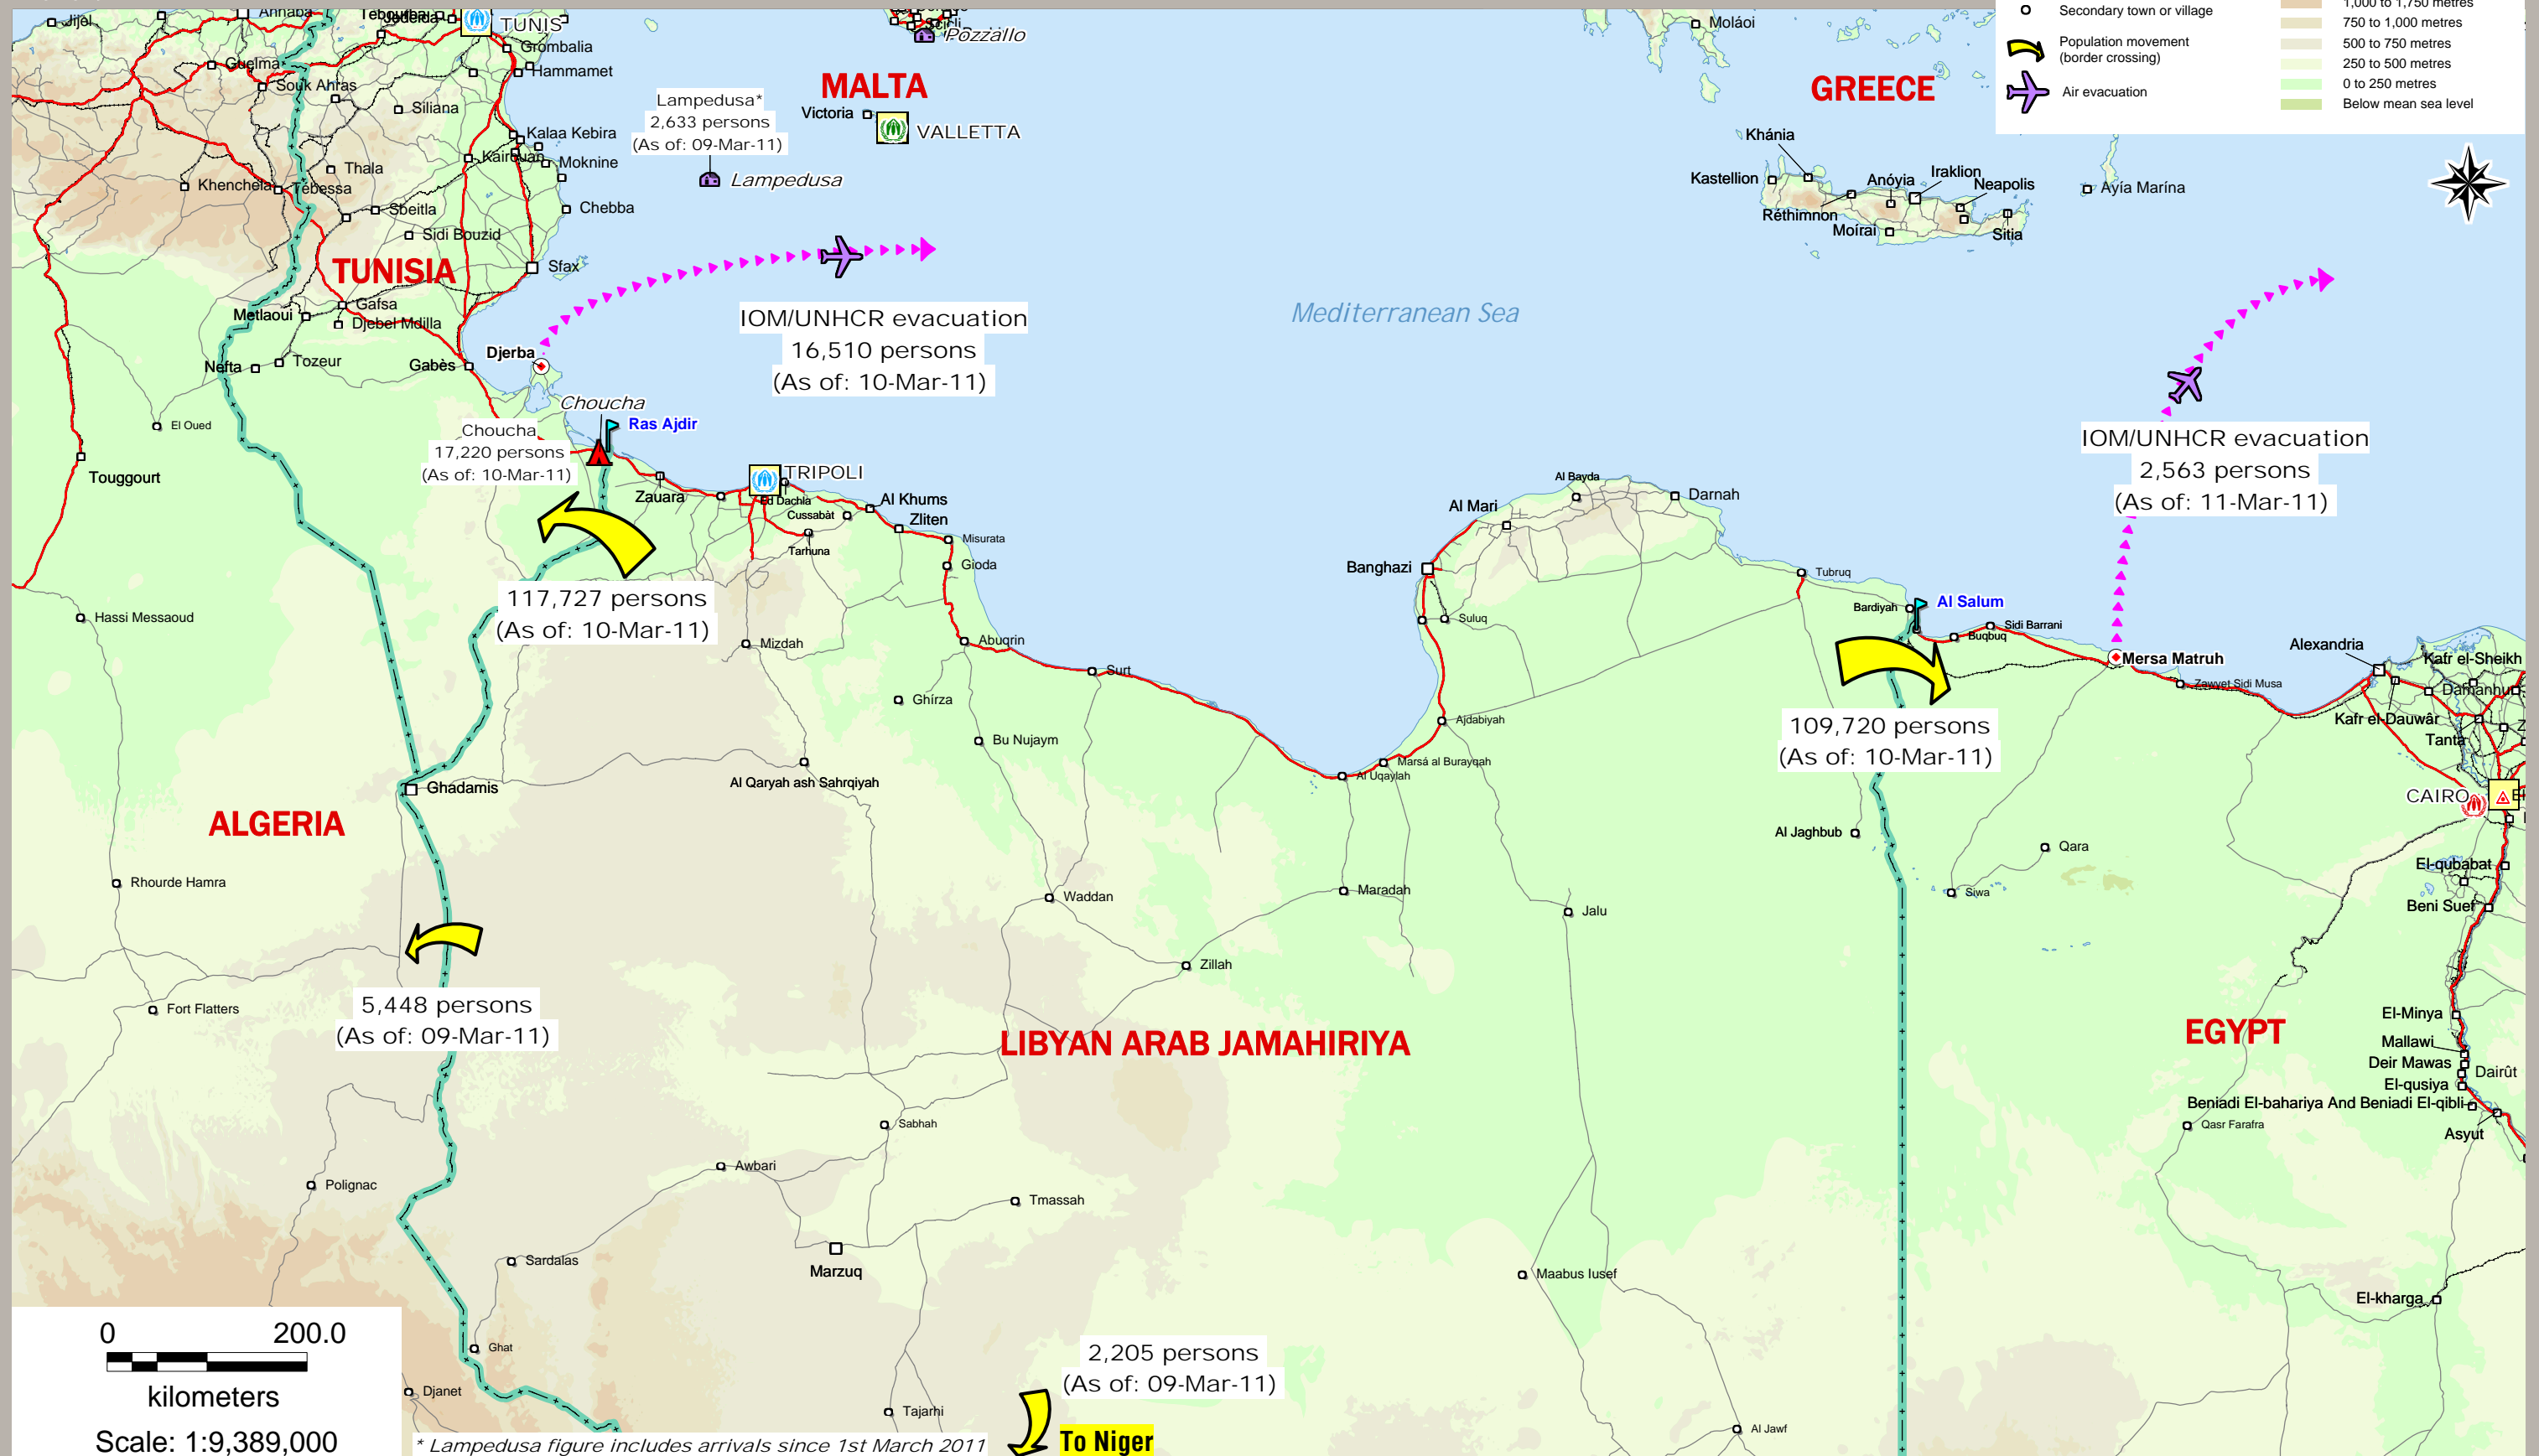 Secondary town or village
Population movement
(border crossing)
Air evacuation
1,000 to 1,750 metres
750 to 1,000 metres
500 to 750 metres
250 to 500 metres
0 to 250 metres
Below mean sea level
Jijel
Annaba
TUNIS
Grombalia
Hammamet
Guelma
Souk Ahras
Siliana
Kalaa Kebira
Kairouan
Moknine
Thala
Khenchela
Tébessa
Sbeitla
Chebba
Sidi Bouzid
TUNISIA
Sfax
Gafsa
Metlaoui
Djebel Mdilla
Nefta
Tozeur
Gabès
Djerba
El Oued
Touggourt
Hassi Messaoud
Pozzallo
Scicli
MALTA
Victoria
VALLETTA
Lampedusa*
2,633 persons
(As of: 09-Mar-11)
Lampedusa
IOM/UNHCR evacuation
16,510 persons
(As of: 10-Mar-11)
Moláoi
GREECE
Khánia
Kastellion
Anóyia
Iraklion
Neapolis
Réthimnon
Moírai
Sitia
Ayía Marína
Mediterranean Sea
Choucha
Choucha
17,220 persons
(As of: 10-Mar-11)
Ras Ajdir
117,727 persons
(As of: 10-Mar-11)
Zauara
TRIPOLI
Ed Dachla
Cussabàt
Tarhuna
Al Khums
Zliten
Misurata
Gioda
Mizdah
Abuqrin
Surt
Ghírza
Bu Nujaym
Al Qaryah ash Sahrqiyah
Ghadamis
Al Bayda
Al Mari
Darnah
Banghazi
Suluq
Tubruq
Bardiyah
Al Salum
Buqbuq
Sidi Barrani
Mersa Matruh
Zawyet Sidi Musa
IOM/UNHCR evacuation
2,563 persons
(As of: 11-Mar-11)
109,720 persons
(As of: 10-Mar-11)
Alexandria
Kafr el-Sheikh
Damanhu
Kafr el-Dauwâr
Tanta
CAIRO
Ajdabiyah
Marsá al Burayqah
Al Uqaylah
Al Jaghbub
Qara
Siwa
El-qubabat
Beni Suef
ALGERIA
Rhourde Hamra
Fort Flatters
5,448 persons
(As of: 09-Mar-11)
Waddan
Maradah
Jalu
Zillah
LIBYAN ARAB JAMAHIRIYA
EGYPT
El-Minya
Mallawi
Deir Mawas
Dairût
El-qusiya
Beniadi El-bahariya And Beniadi El-qibli
Asyut
Qasr Farafra
Sabhah
Awbari
Polignac
Tmassah
Sardalas
Marzuq
Maabus Iusef
El-kharga
Ghat
Djanet
Tajarhi
Al Jawf
2,205 persons
(As of: 09-Mar-11)
To Niger
0 200.0
kilometers
Scale: 1:9,389,000
* Lampedusa figure includes arrivals since 1st March 2011